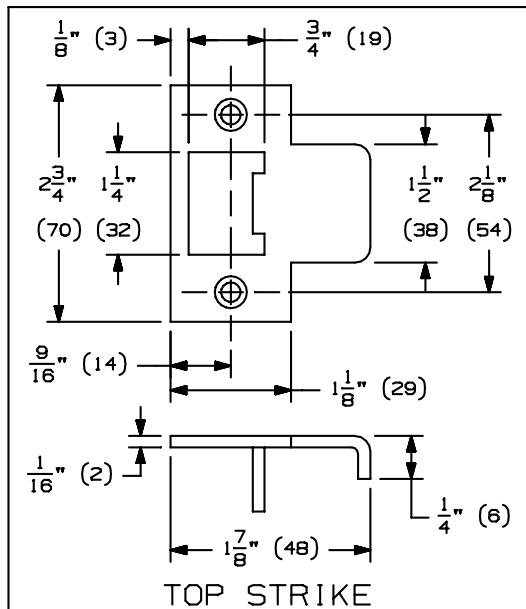 1/8" (3)
3/4" (19)
2 3/4" (70)
1 1/4" (32)
1 1/2" (38)
2 1/8" (54)
9/16" (14)
1 1/8" (29)
1/16" (2)
1/4" (6)
1 7/8" (48)
TOP STRIKE